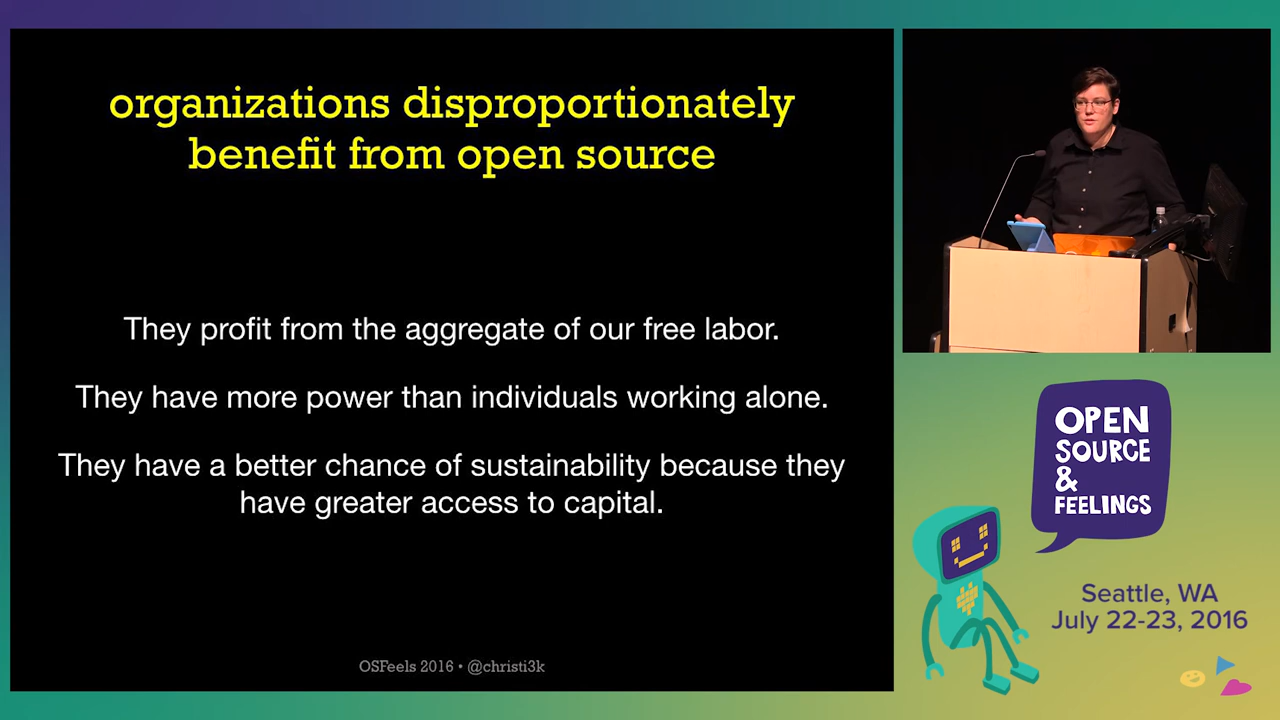 organizations disproportionately
benefit from open source
They profit from the aggregate of our free labor.
They have more power than individuals working alone.
They have a better chance of sustainability because they
have greater access to capital.
OSFeels 2016 • @christi3k
OPEN
SOURCE
&
FEELINGS
Seattle, WA
July 22-23, 2016